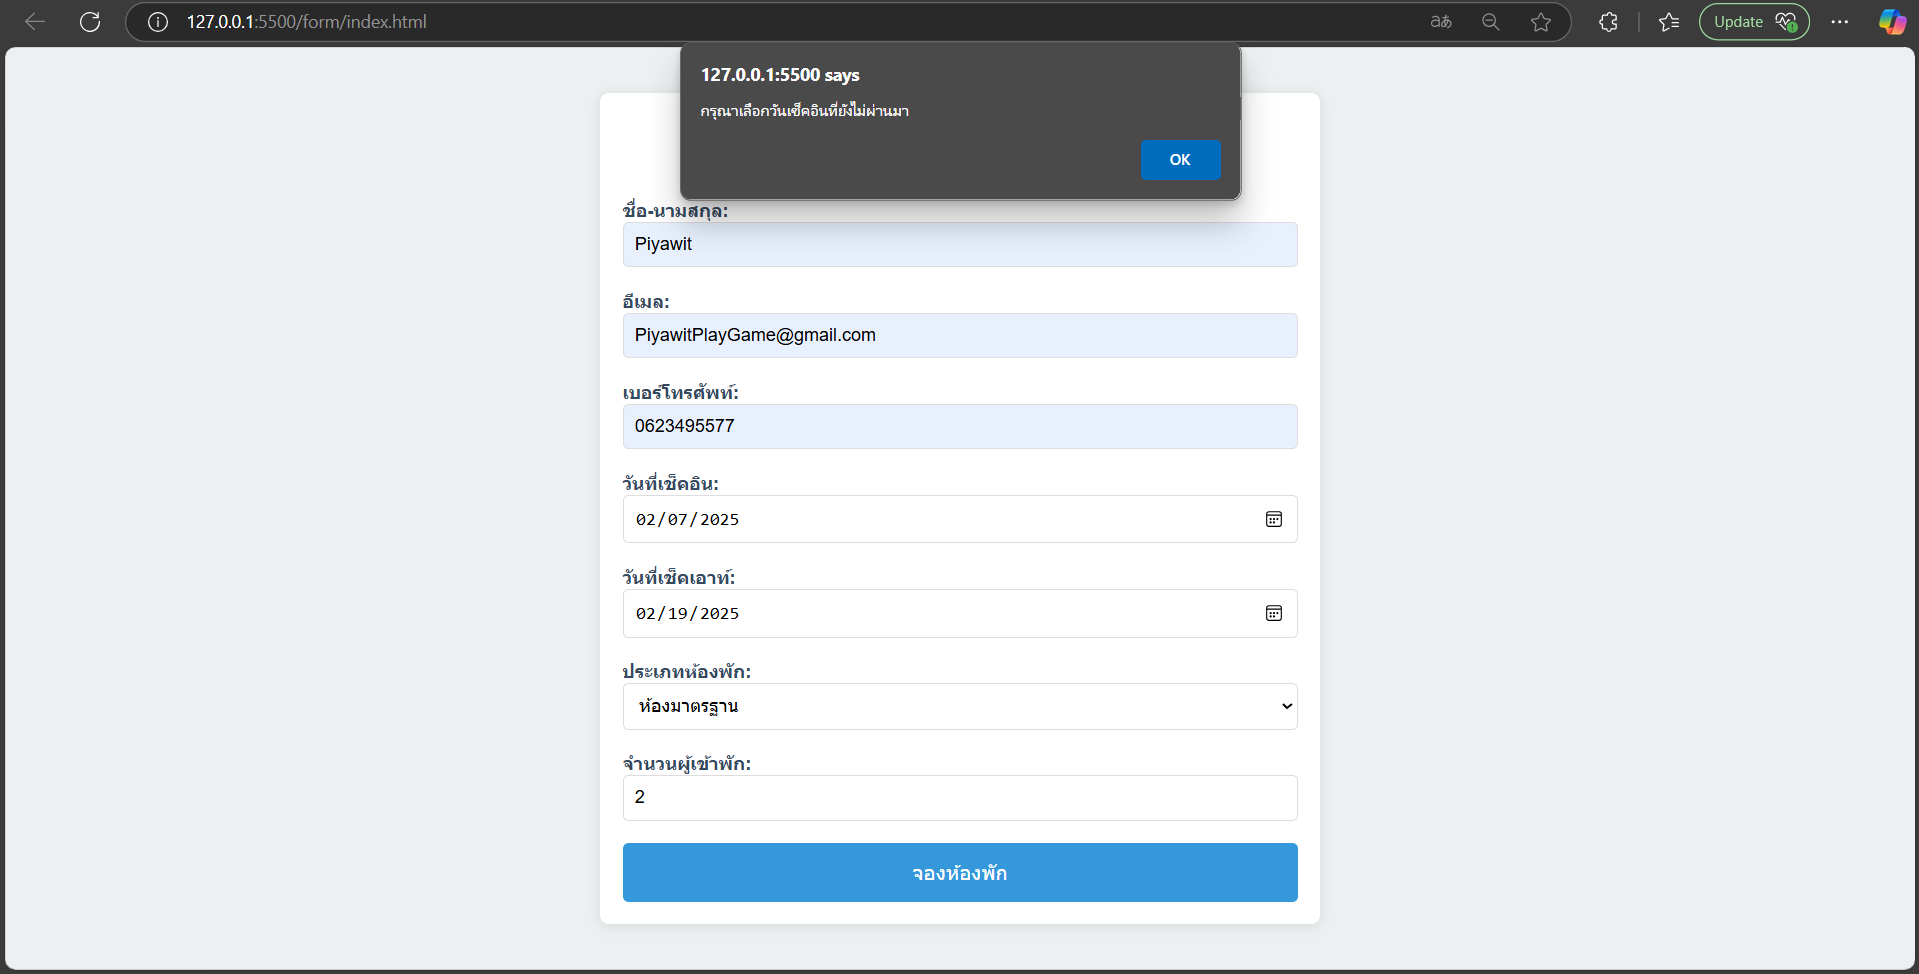 127.0.0.1:5500/form/index.html
aあ
Update
127.0.0.1:5500 says
กรุณาเลือกวันเช็คอินที่ยังไม่ผ่านมา
OK
ชื่อ-นามสกุล:
Piyawit
อีเมล:
PiyawitPlayGame@gmail.com
เบอร์โทรศัพท์:
0623495577
วันที่เช็คอิน:
02/07/2025
วันที่เช็คเอาท์:
02/19/2025
ประเภทห้องพัก:
ห้องมาตรฐาน
จำนวนผู้เข้าพัก:
2
จองห้องพัก